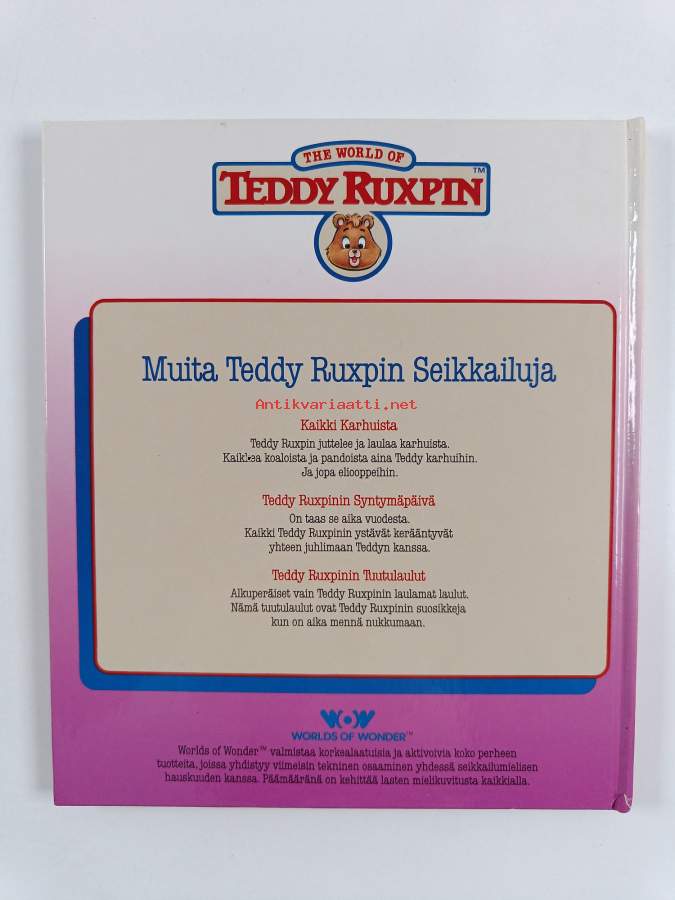 THE WORLD OF
TEDDY RUXPIN™
Muita Teddy Ruxpin Seikkailuja
Antikvariaatti.net
Kaikki Karhuista
Teddy Ruxpin juttelee ja laulaa karhuista.
Kaikkea koaloista ja pandoista aina Teddy karhuihin.
Ja jopa eliooppeihin.
Teddy Ruxpinin Syntymäpäivä
On taas se aika vuodesta.
Kaikki Teddy Ruxpinin ystävät kerääntyvät
yhteen juhlimaan Teddyn kanssa.
Teddy Ruxpinin Tuutulaulut
Alkuperäiset vain Teddy Ruxpinin laulamat laulut.
Nämä tuutulaulut ovat Teddy Ruxpinin suosikkeja
kun on aika mennä nukkumaan.
WOW
WORLDS OF WONDER™
Worlds of Wonder™ valmistaa korkealaatuisia ja aktivoivia koko perheen
tuotteita, joissa yhdistyy viimeisin tekninen osaaminen yhdessä seikkailumielisen
hauskuuden kanssa. Päämääränä on kehittää lasten mielikuvitusta kaikkialla.